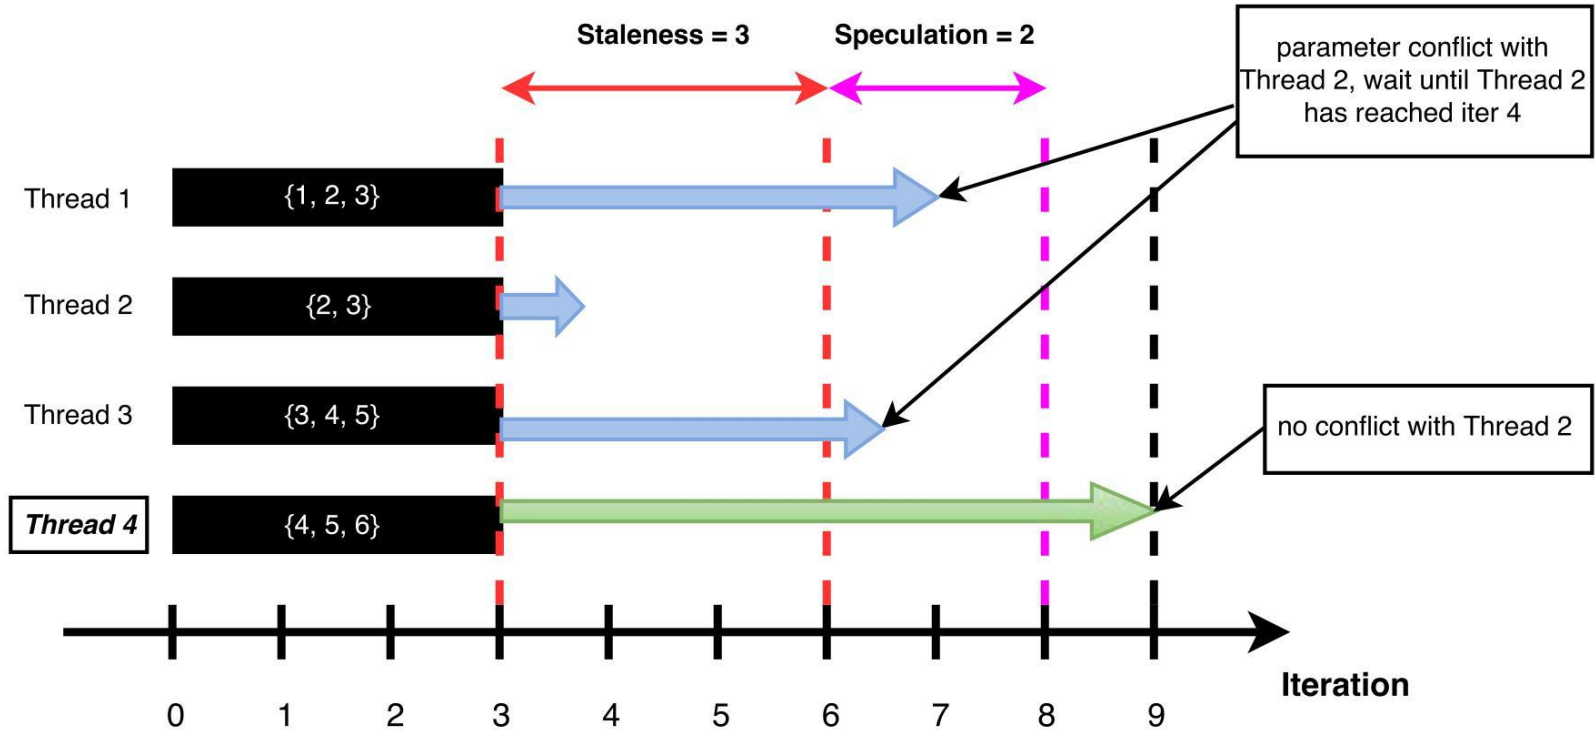 Staleness = 3
Speculation = 2
parameter conflict with
Thread 2, wait until Thread 2
has reached iter 4
Thread 1
{1, 2, 3}
Thread 2
{2, 3}
Thread 3
{3, 4, 5}
no conflict with Thread 2
Thread 4
{4, 5, 6}
Iteration
0 1 2 3 4 5 6 7 8 9